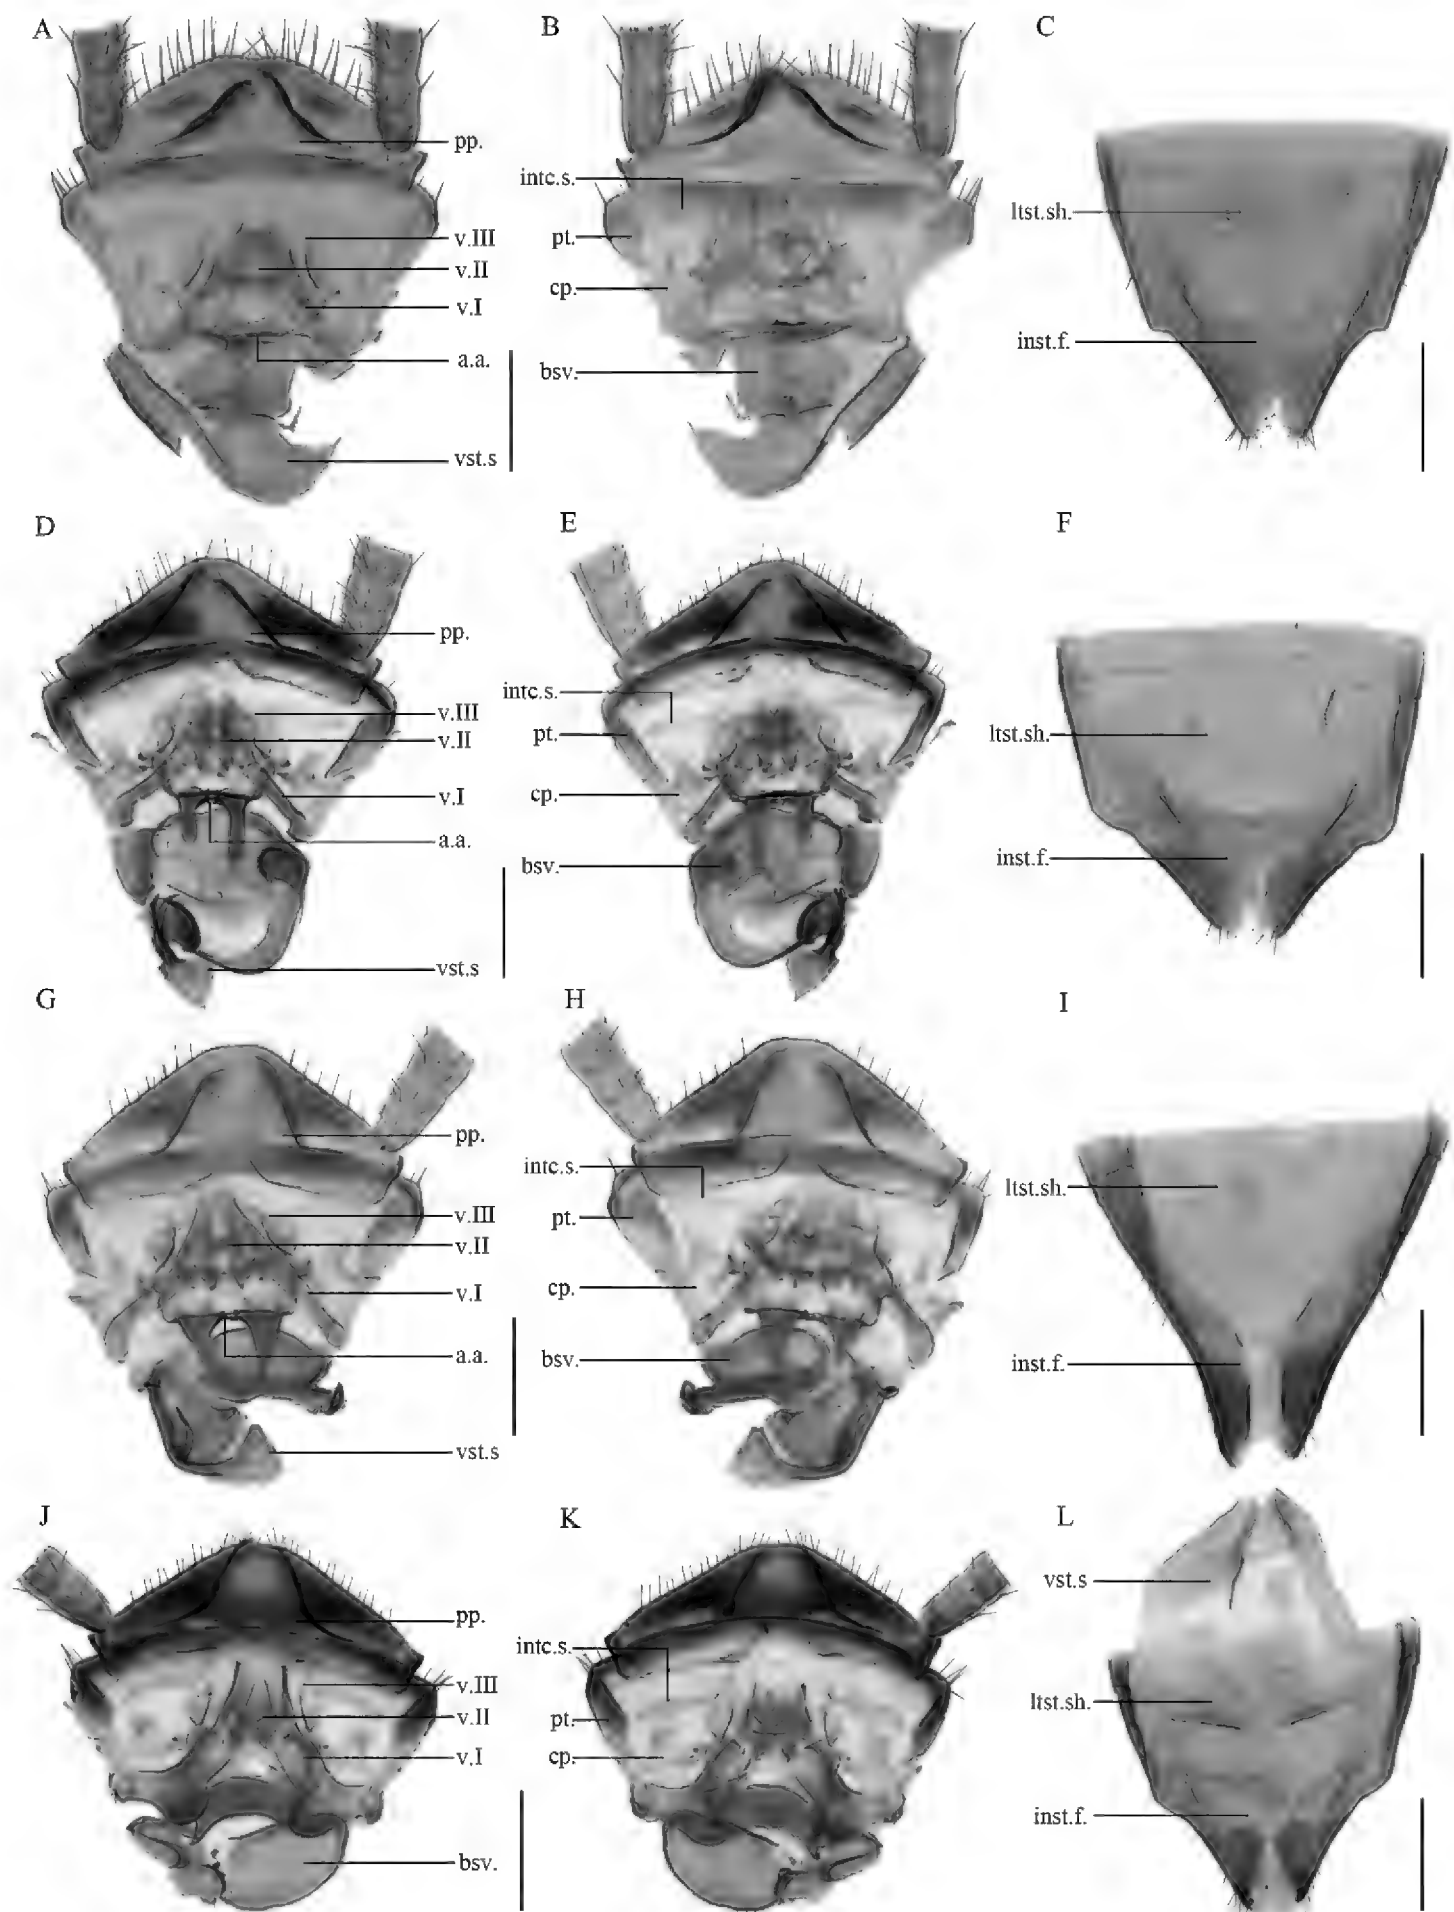 A
B
C
pp.
intc.s.
ltst.sh.
v.III
pt.
v.II
cp.
v.I
inst.f.
a.a.
bsv.
vst.s
D
E
F
pp.
intc.s.
v.III
pt.
ltst.sh.
v.II
v.I
cp.
a.a.
inst.f.
bsv.
vst.s
G
H
I
pp.
intc.s.
ltst.sh.
v.III
pt.
v.II
cp.
v.I
a.a.
bsv.
inst.f.
vst.s
J
K
L
vst.s
pp.
intc.s.
v.III
ltst.sh.
v.II
pt.
v.I
cp.
inst.f.
bsv.